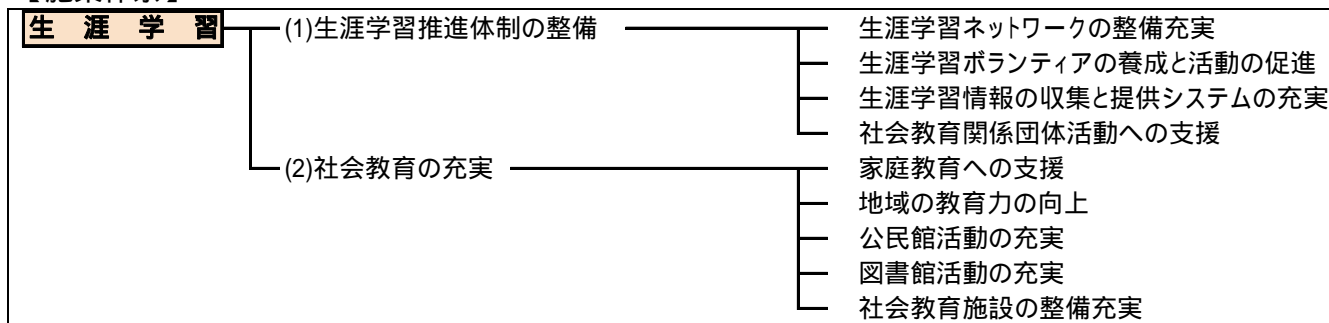 生涯学習
(1)生涯学習推進体制の整備
生涯学習ネットワークの整備充実
生涯学習ボランティアの養成と活動の促進
生涯学習情報の収集と提供システムの充実
社会教育関係団体活動への支援
(2)社会教育の充実
家庭教育への支援
地域の教育力の向上
公民館活動の充実
図書館活動の充実
社会教育施設の整備充実